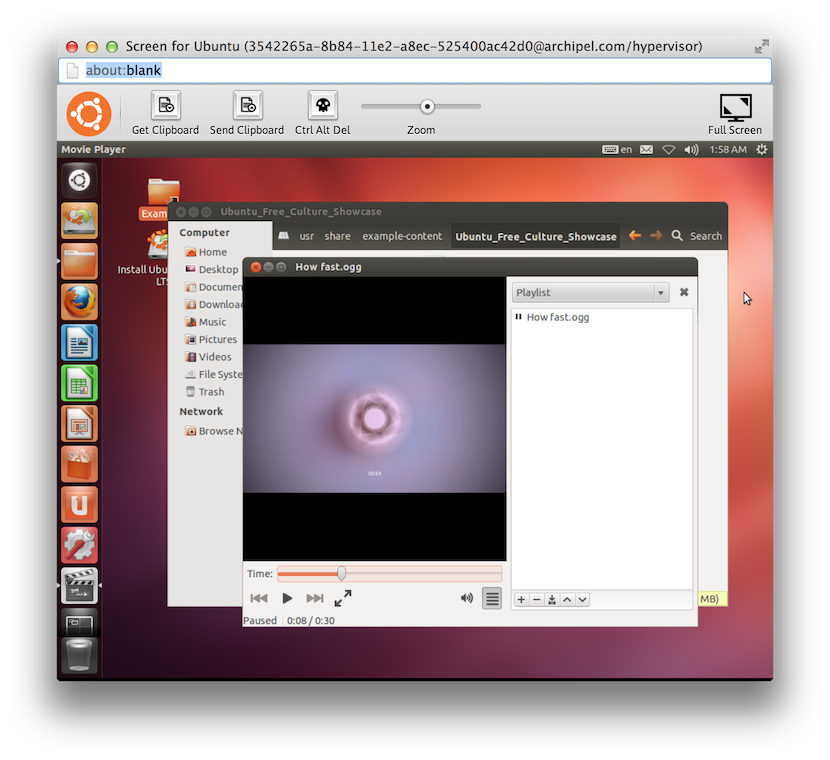 Screen for Ubuntu (3542265a-8b84-11e2-a8ec-525400ac42d0@archipel.com/hypervisor)
about:blank
Get Clipboard Send Clipboard Ctrl Alt Del Zoom Full Screen
Movie Player en 1:58 AM
Exam
Install Ubu
LTS
Ubuntu_Free_Culture_Showcase
usr share example-content Ubuntu_Free_Culture_Showcase Search
Computer
Home
Desktop
Documen
Downloa
Music
Pictures
Videos
File Syste
Trash
Network
Browse N
How fast.ogg
Playlist
How fast.ogg
Time:
Paused 0:08 / 0:30
MB)